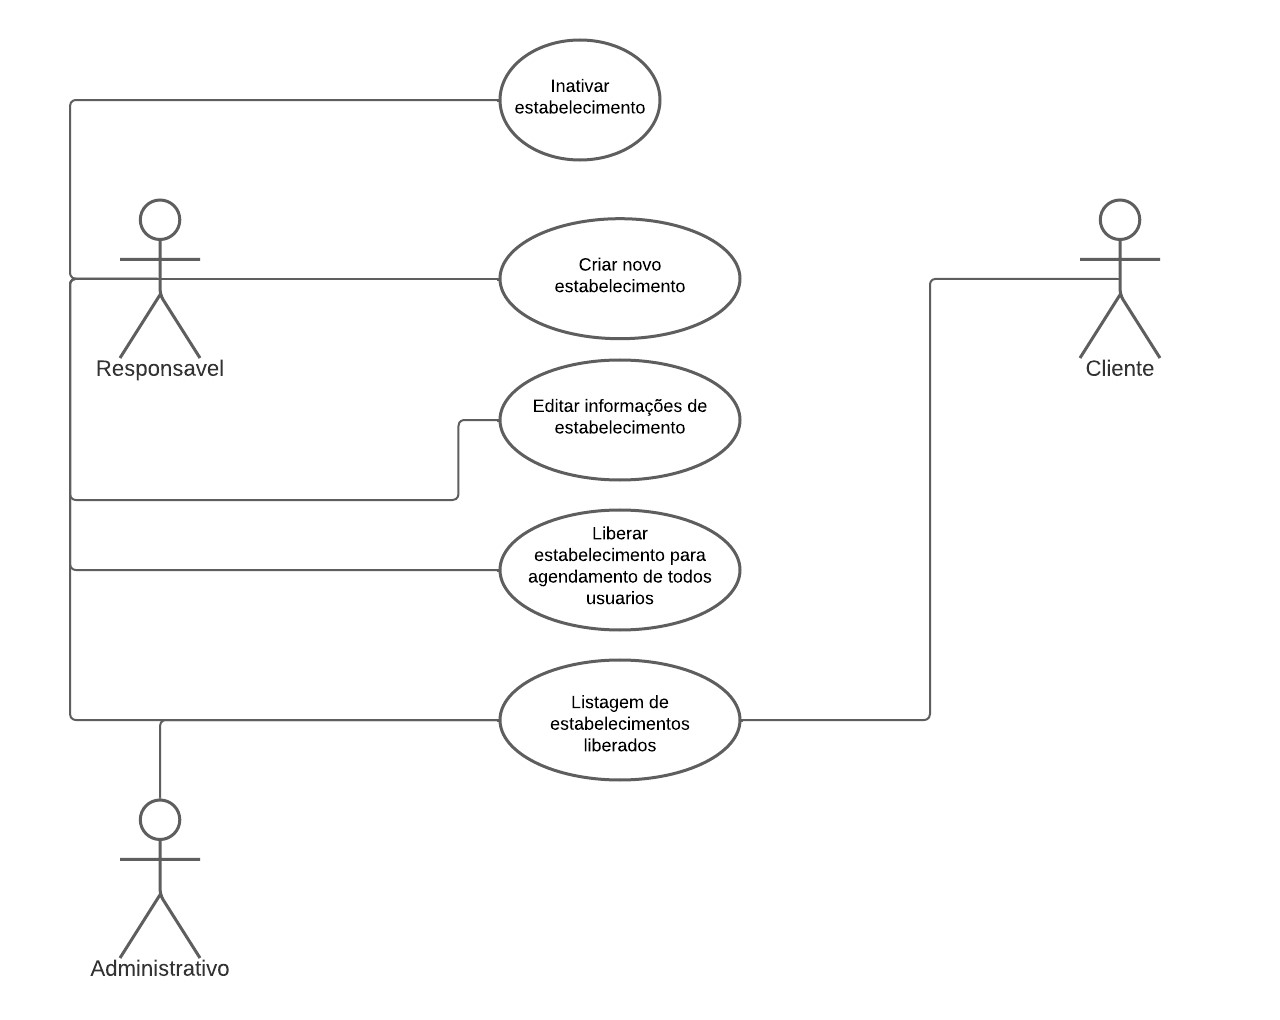 Inativar
estabelecimento
Criar novo
estabelecimento
Responsavel
Cliente
Editar informações de
estabelecimento
Liberar
estabelecimento para
agendamento de todos
usuarios
Listagem de
estabelecimentos
liberados
Administrativo